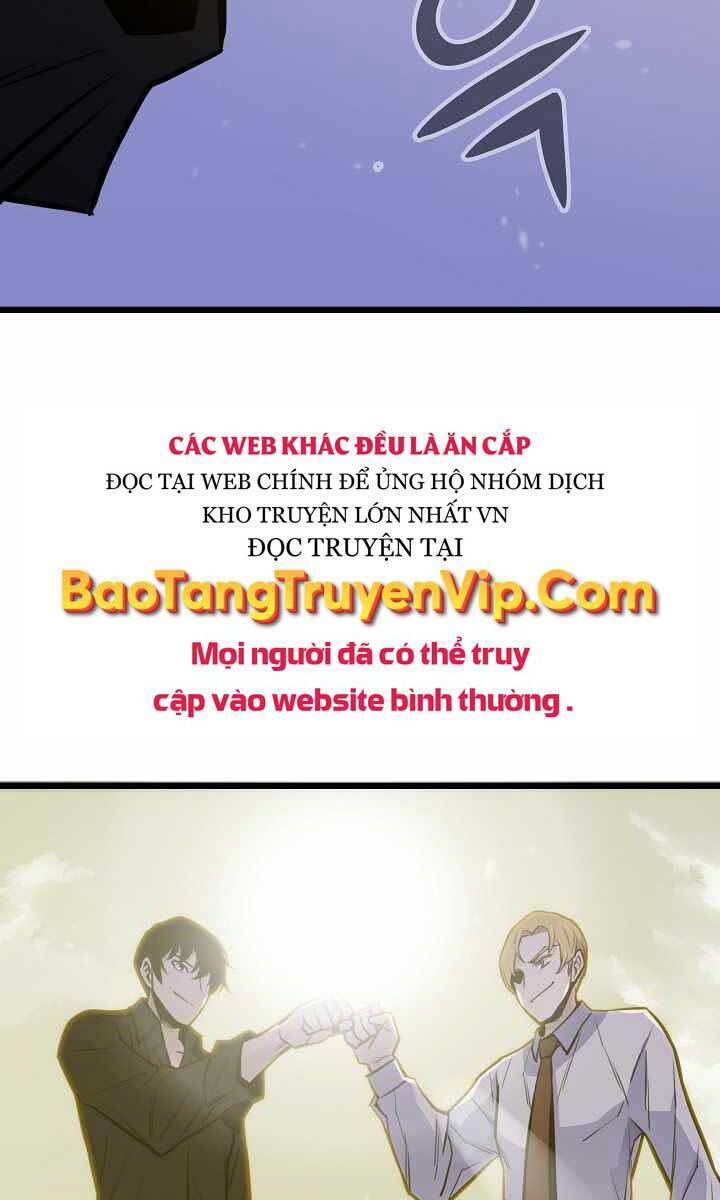 CÁC WEB KHÁC ĐỀU LÀ ĂN CẮP
ĐỌC TẠI WEB CHÍNH ĐỂ ỦNG HỘ NHÓM DỊCH
KHO TRUYỆN LỚN NHẤT VN
ĐỌC TRUYỆN TẠI
BaoTangTruyenVip.Com
Mọi người đã có thể truy
cập vào website bình thường.